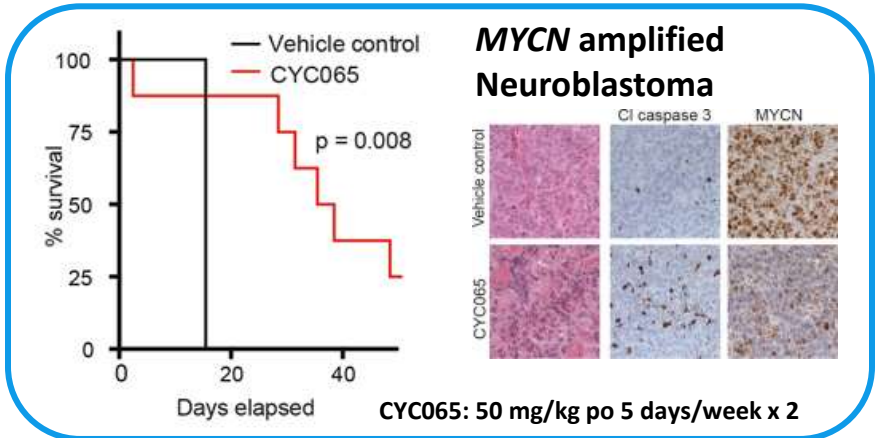 Vehicle control
CYC065
p = 0.008
% survival
100
75
50
25
0
0 20 40
Days elapsed
MYCN amplified
Neuroblastoma
Cl caspase 3 MYCN
Vehicle control
CYC065
CYC065: 50 mg/kg po 5 days/week x 2